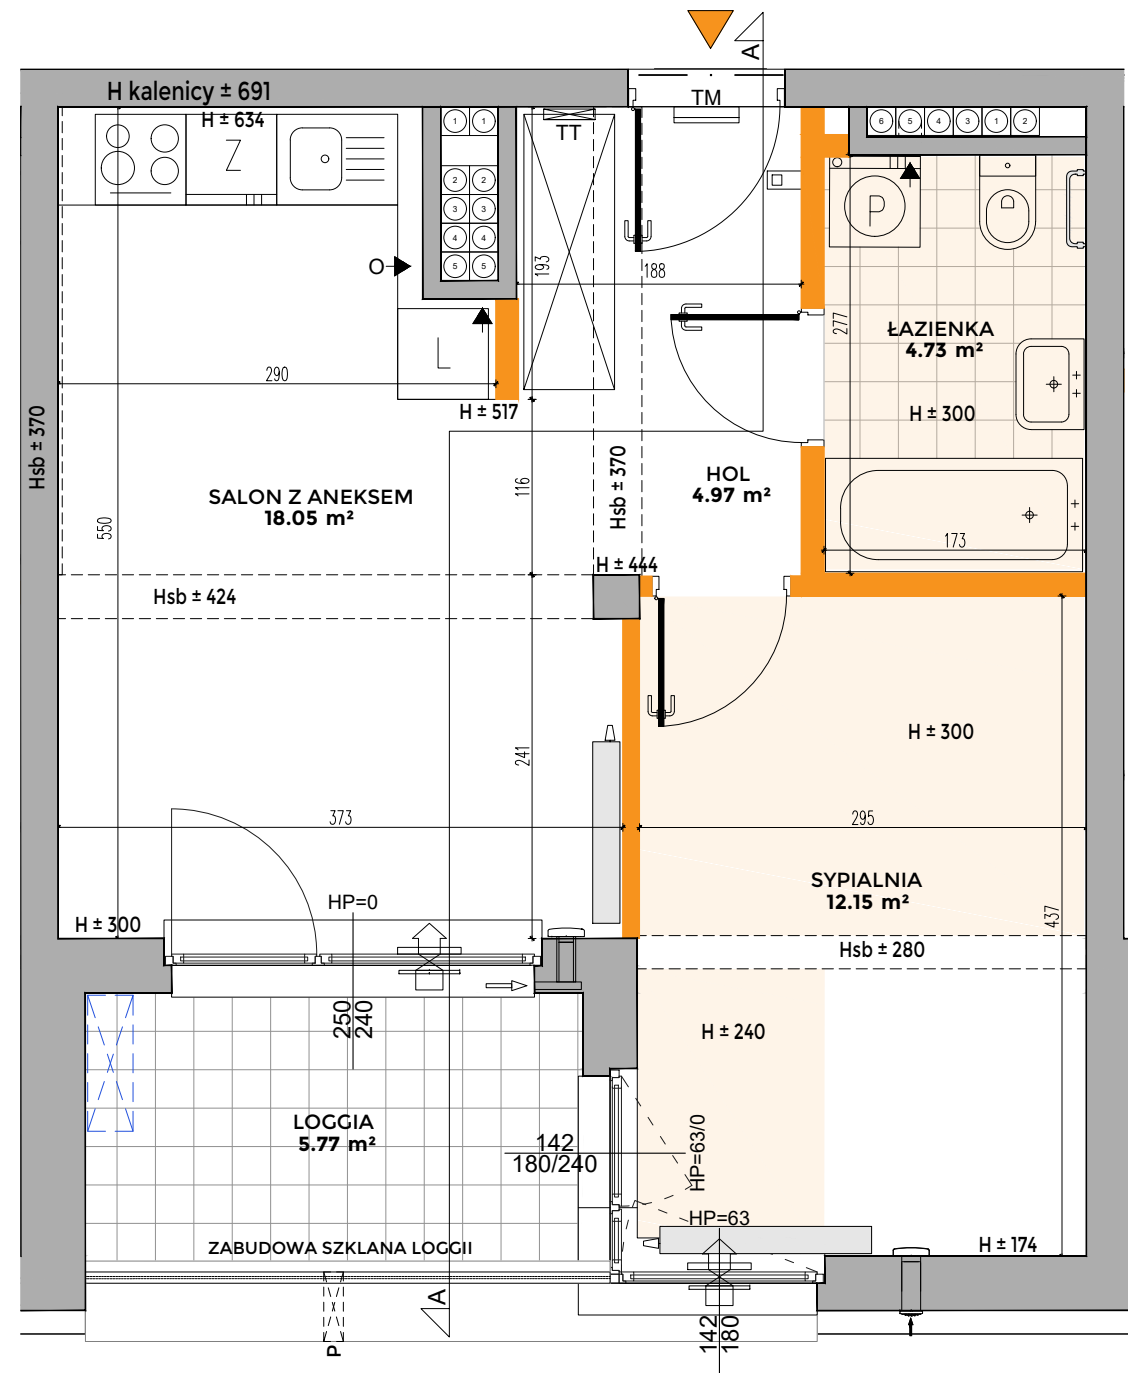 A
TM
H kalenicy ± 691
H ± 634
Z
TT
1 1
6 5 4 3 1 2
2 2
3 3
4 4
5 5
P
O
193
188
277
ŁAZIENKA
4.73 m²
L
290
H ± 517
H ± 300
Hsb ± 370
Hsb ± 370
HOL
4.97 m²
SALON Z ANEKSEM
18.05 m²
116
550
173
H ± 444
Hsb ± 424
H ± 300
241
373
295
SYPIALNIA
12.15 m²
HP=0
H ± 300
437
Hsb ± 280
250
240
H ± 240
LOGGIA
5.77 m²
142
180/240
HP=63/0
HP=63
ZABUDOWA SZKLANA LOGGII
H ± 174
A
P
142
180